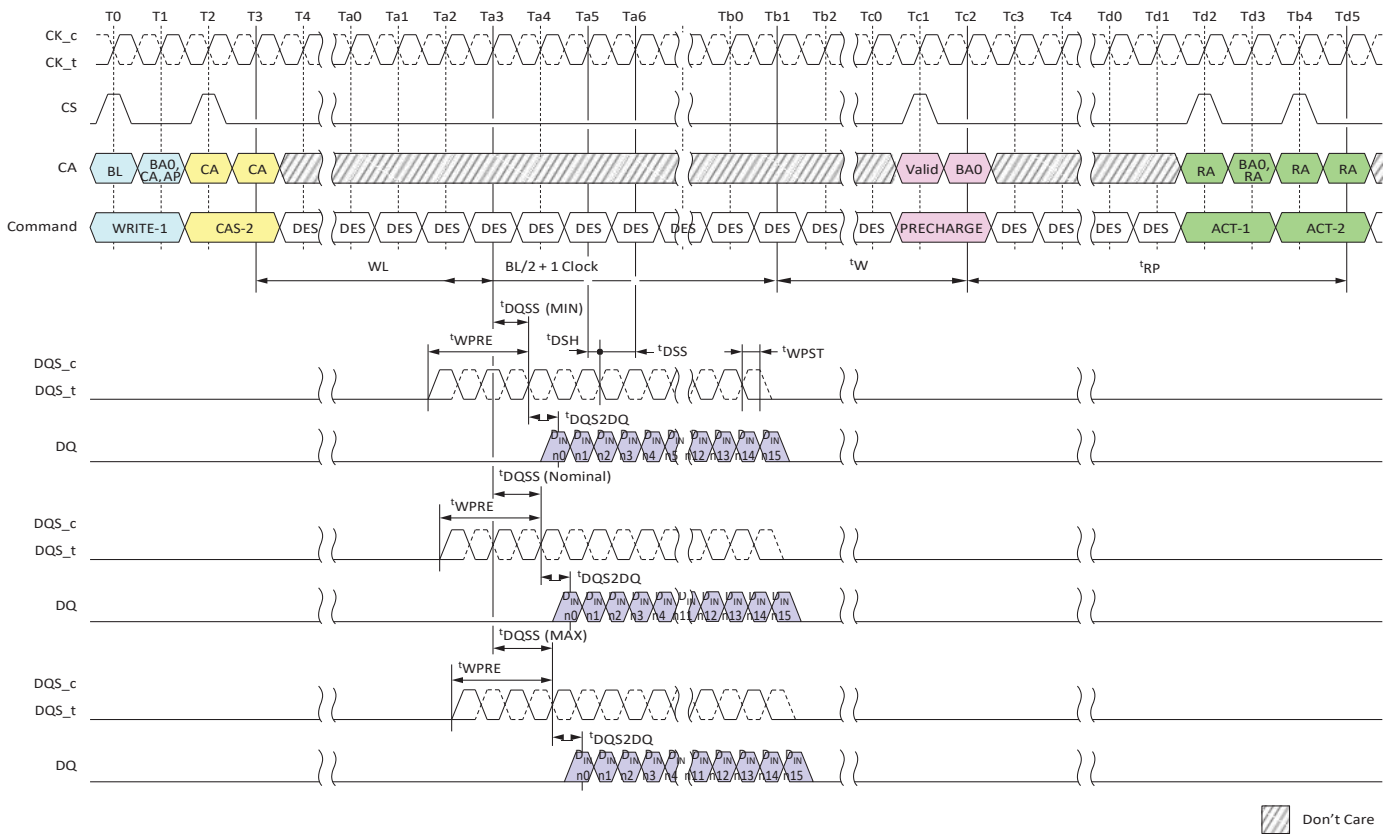 T0 T1 T2 T3 T4 Ta0 Ta1 Ta2 Ta3 Ta4 Ta5 Ta6 Tb0 Tb1 Tb2 Tc0 Tc1 Tc2 Tc3 Tc4 Td0 Td1 Td2 Td3 Tb4 Td5
CK_c
CK_t
CS
CA BL BA0, CA, AP CA CA Valid BA0 RA BA0, RA RA RA
Command WRITE-1 CAS-2 DES DES DES DES DES DES DES DES DES DES DES DES DES PRECHARGE DES DES DES DES ACT-1 ACT-2
WL BL/2 + 1 Clock tW tRP
tDQSS (MIN)
tWPRE tDSH tDSS tWPST
DQS_c
DQS_t
tDQS2DQ
DQ
DIN DIN DIN DIN DIN DIN DIN DIN DIN DIN
n0 n1 n2 n3 n4 n5 n12 n13 n14 n15
tDQSS (Nominal)
tWPRE
DQS_c
DQS_t
tDQS2DQ
DQ
DIN DIN DIN DIN DIN DIN DIN DIN DIN DIN
n0 n1 n2 n3 n4 n11 n12 n13 n14 n15
tDQSS (MAX)
tWPRE
DQS_c
DQS_t
tDQS2DQ
DQ
DIN DIN DIN DIN DIN DIN DIN DIN DIN DIN
n0 n1 n2 n3 n4 n11 n12 n13 n14 n15
Don't Care